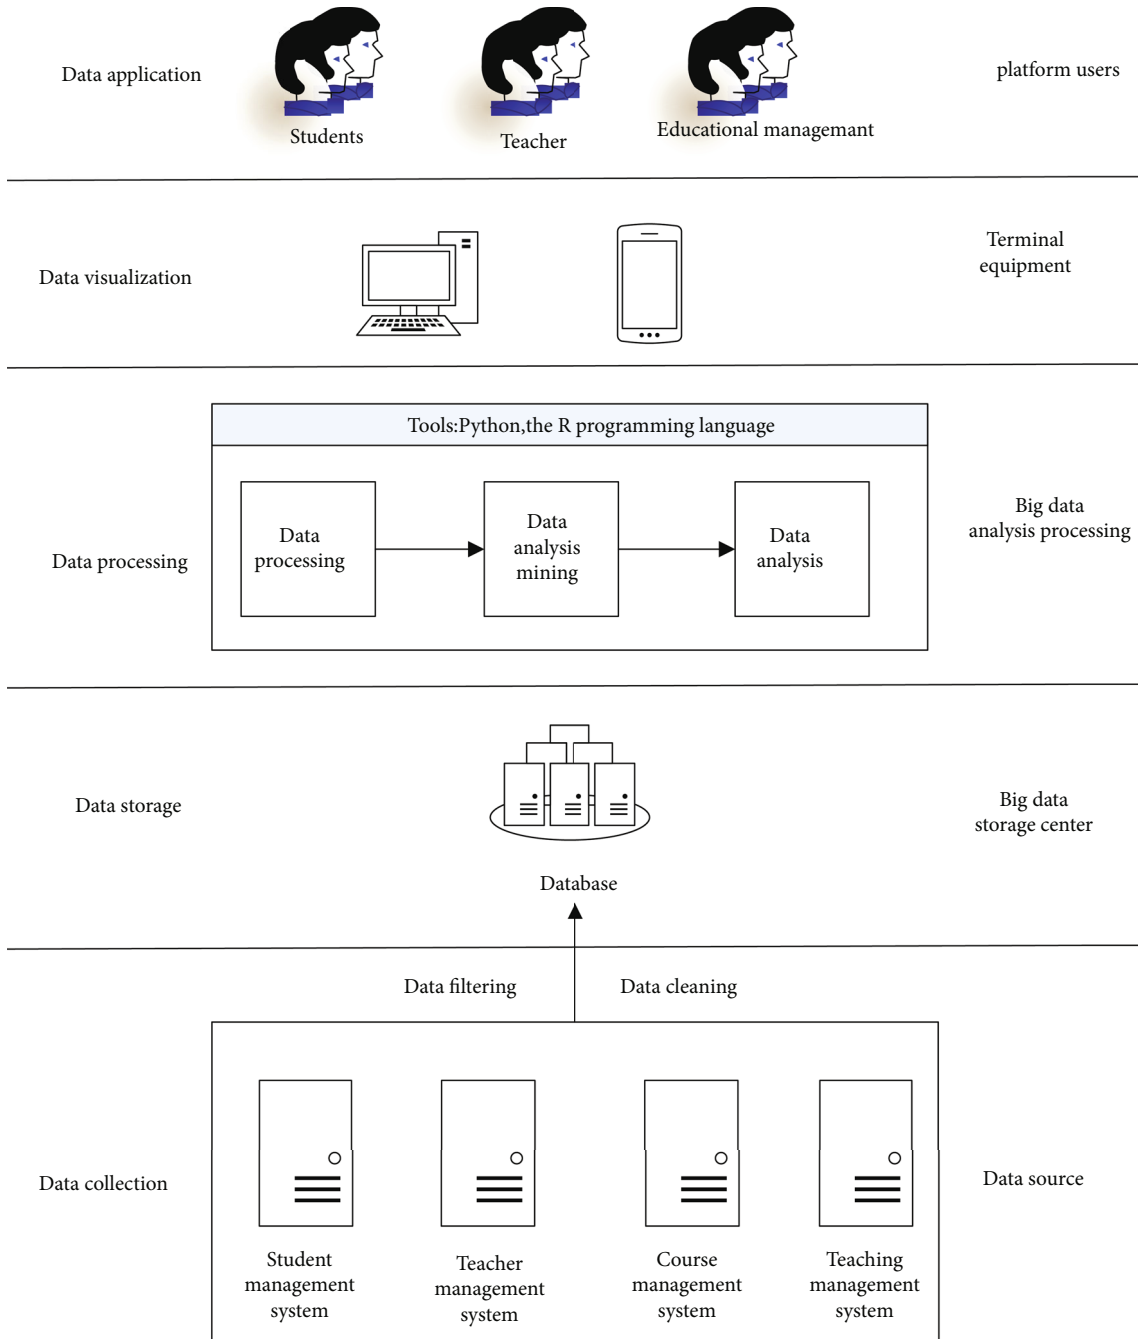 Data application
Students
Teacher
Educational managemant
platform users
Data visualization
Terminal
equipment
Tools:Python,the R programming language
Data processing
Data
processing
Data
analysis
mining
Data
analysis
Big data
analysis processing
Data storage
Database
Big data
storage center
Data filtering
Data cleaning
Data collection
Student
management
system
Teacher
management
system
Course
management
system
Teaching
management
system
Data source